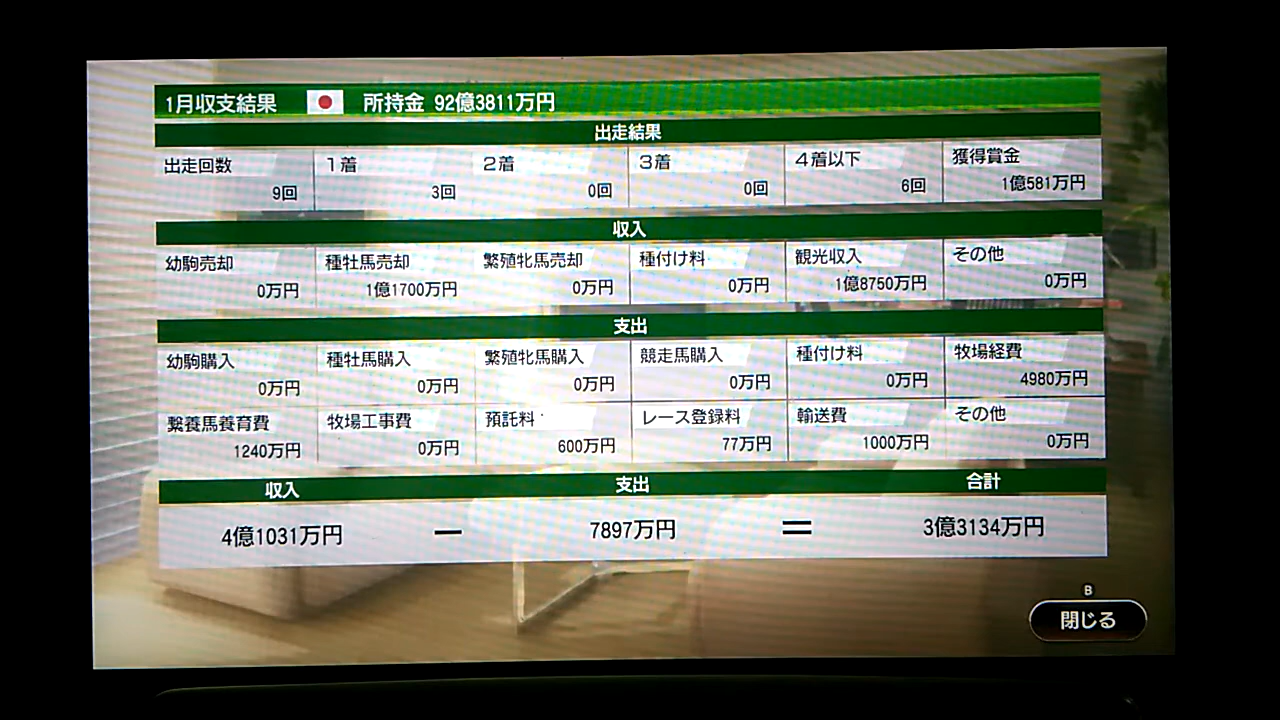 1月収支結果 所持金 92億3811万円
出走結果
出走回数 1着 2着 3着 4着以下 獲得賞金
9回 3回 0回 0回 6回 1億581万円
収入
幼駒売却 種牡馬売却 繁殖牝馬売却 種付け料 観光収入 その他
0万円 1億1700万円 0万円 0万円 1億8750万円 0万円
支出
幼駒購入 種牡馬購入 繁殖牝馬購入 競走馬購入 種付け料 牧場経費
0万円 0万円 0万円 0万円 0万円 4980万円
繋養馬養育費 牧場工事費 預託料 レース登録料 輸送費 その他
1240万円 0万円 600万円 77万円 1000万円 0万円
収入 支出 合計
4億1031万円 ー 7897万円 = 3億3134万円
B
閉じる